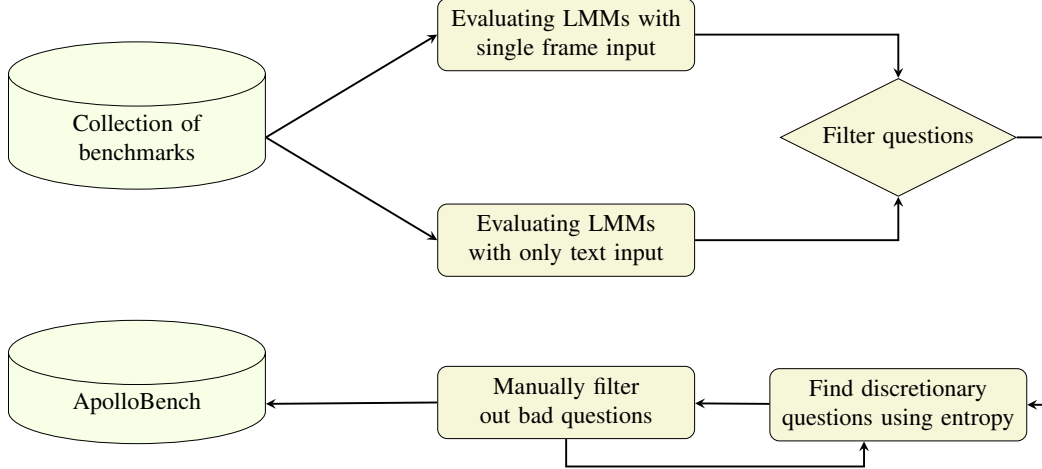 Evaluating LMMs with
single frame input
Collection of
benchmarks
Filter questions
Evaluating LMMs
with only text input
ApolloBench
Manually filter
out bad questions
Find discretionary
questions using entropy